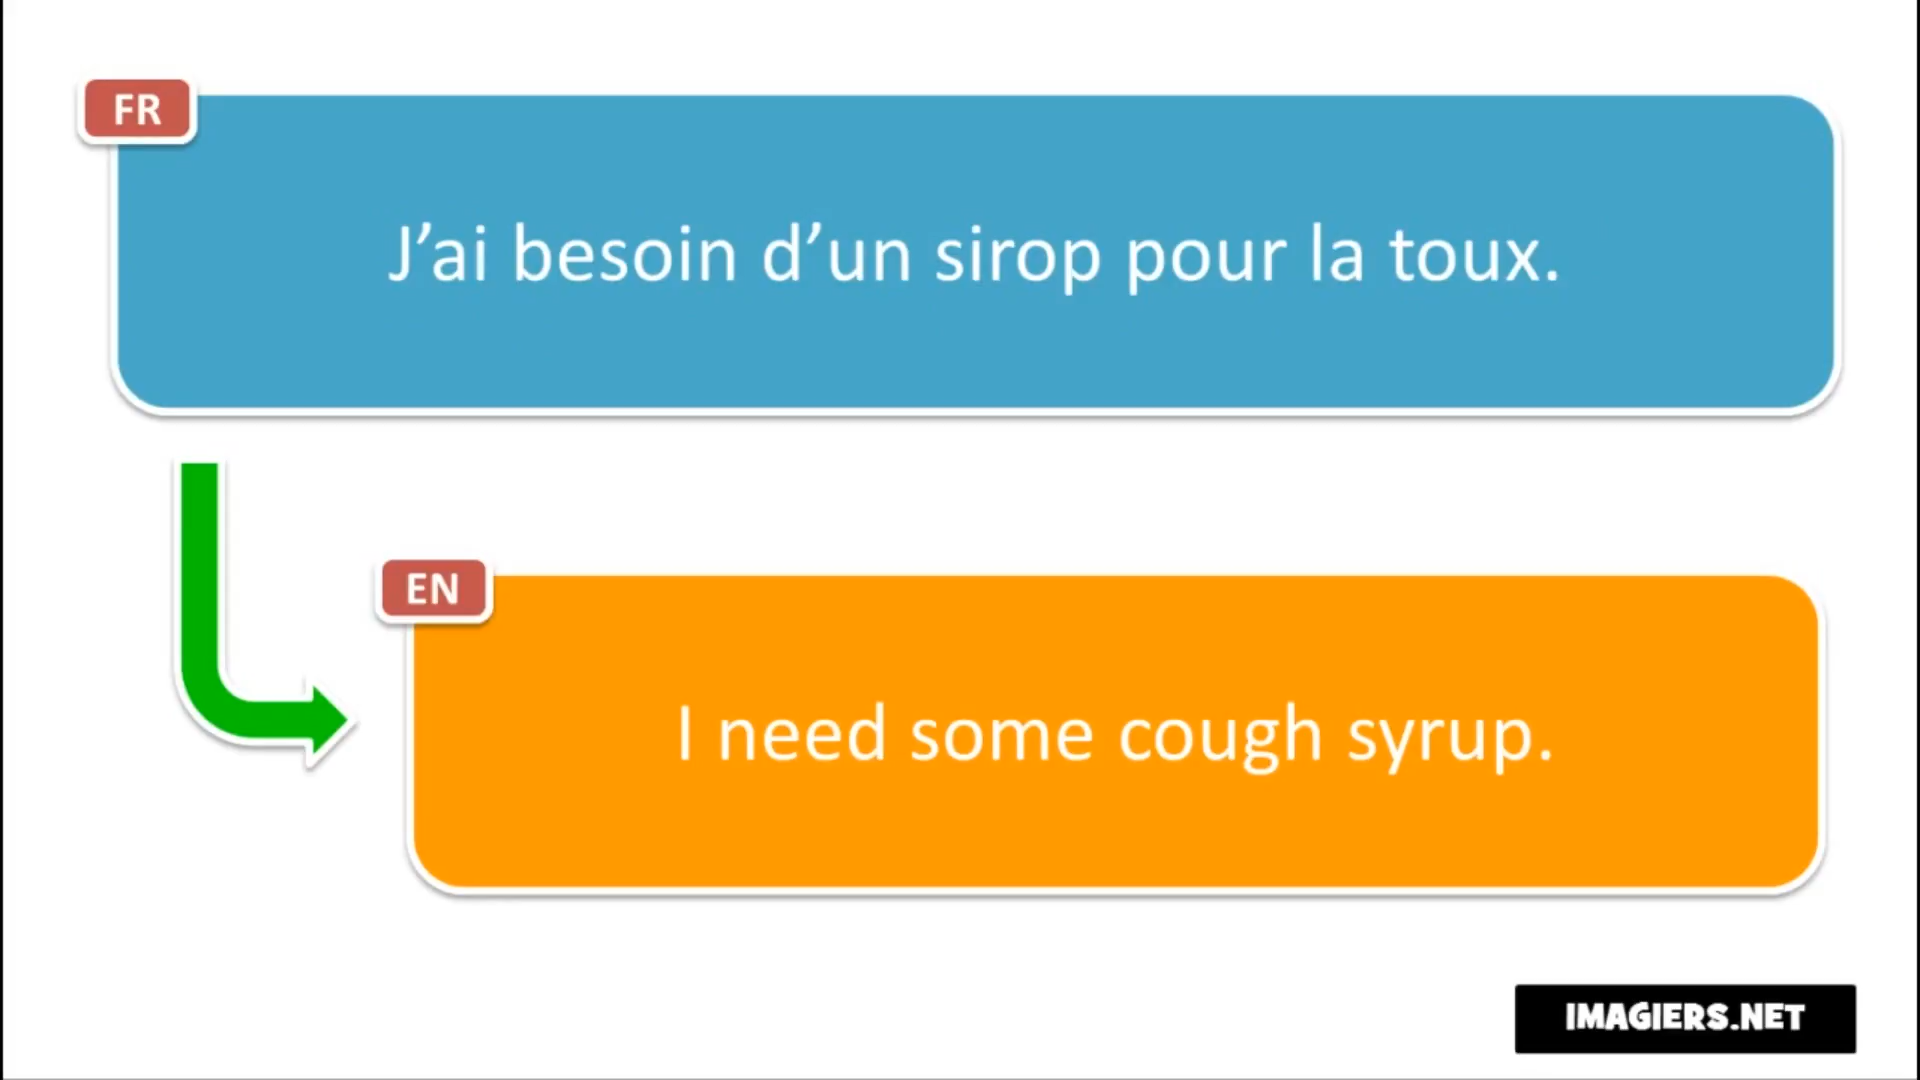 FR
J’ai besoin d’un sirop pour la toux.
EN
I need some cough syrup.
IMAGIERS.NET